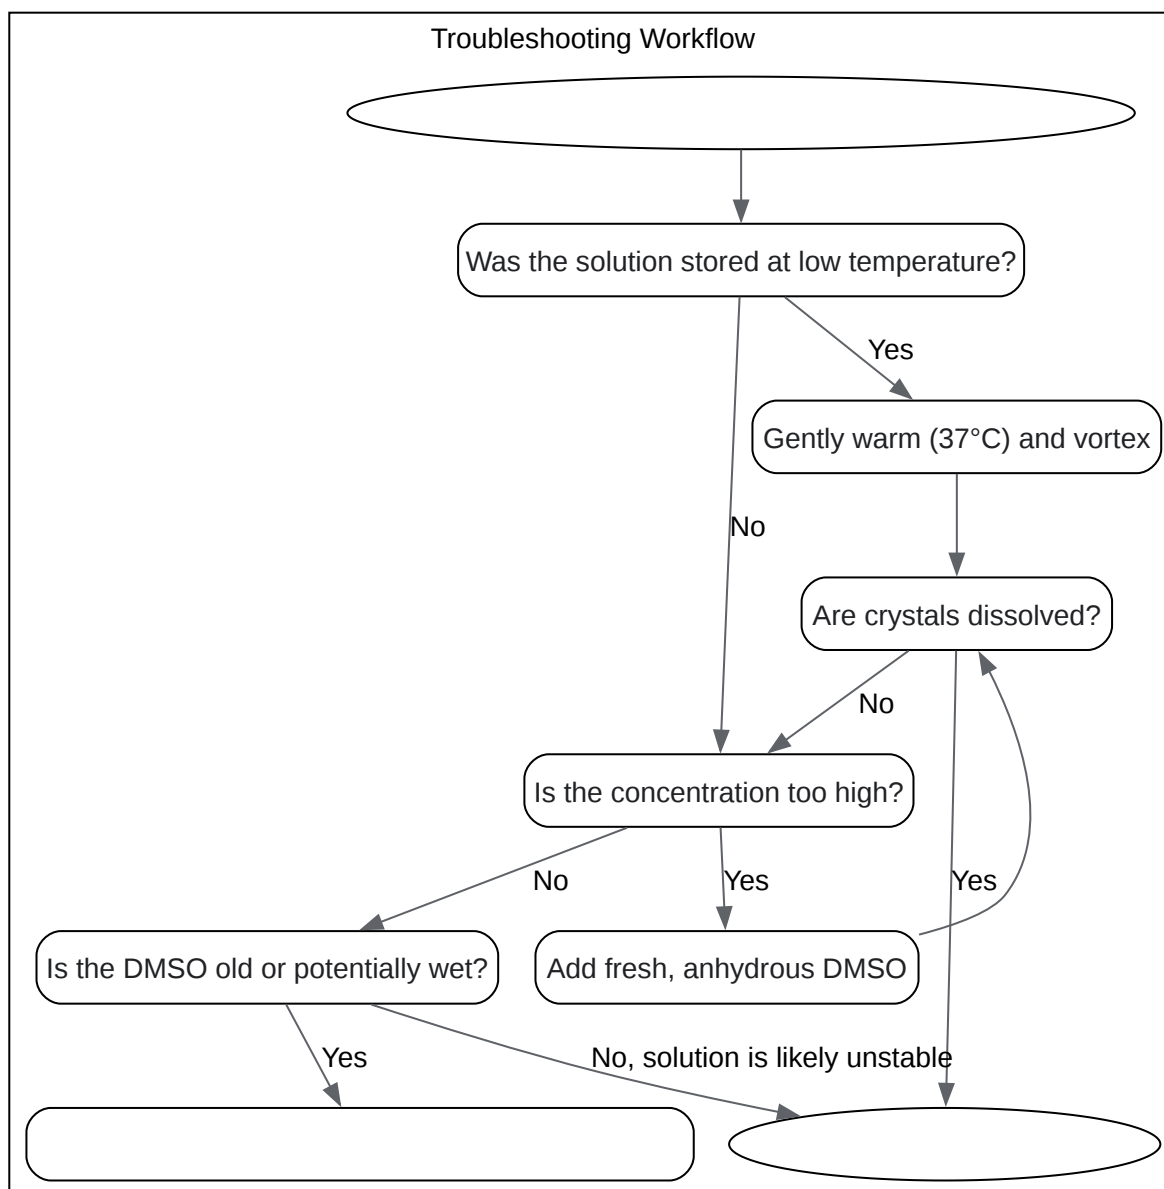 Troubleshooting Workflow
Was the solution stored at low temperature?
Yes
Gently warm (37°C) and vortex
No
Are crystals dissolved?
No
Is the concentration too high?
No
Yes
Yes
Is the DMSO old or potentially wet?
Add fresh, anhydrous DMSO
Yes
No, solution is likely unstable